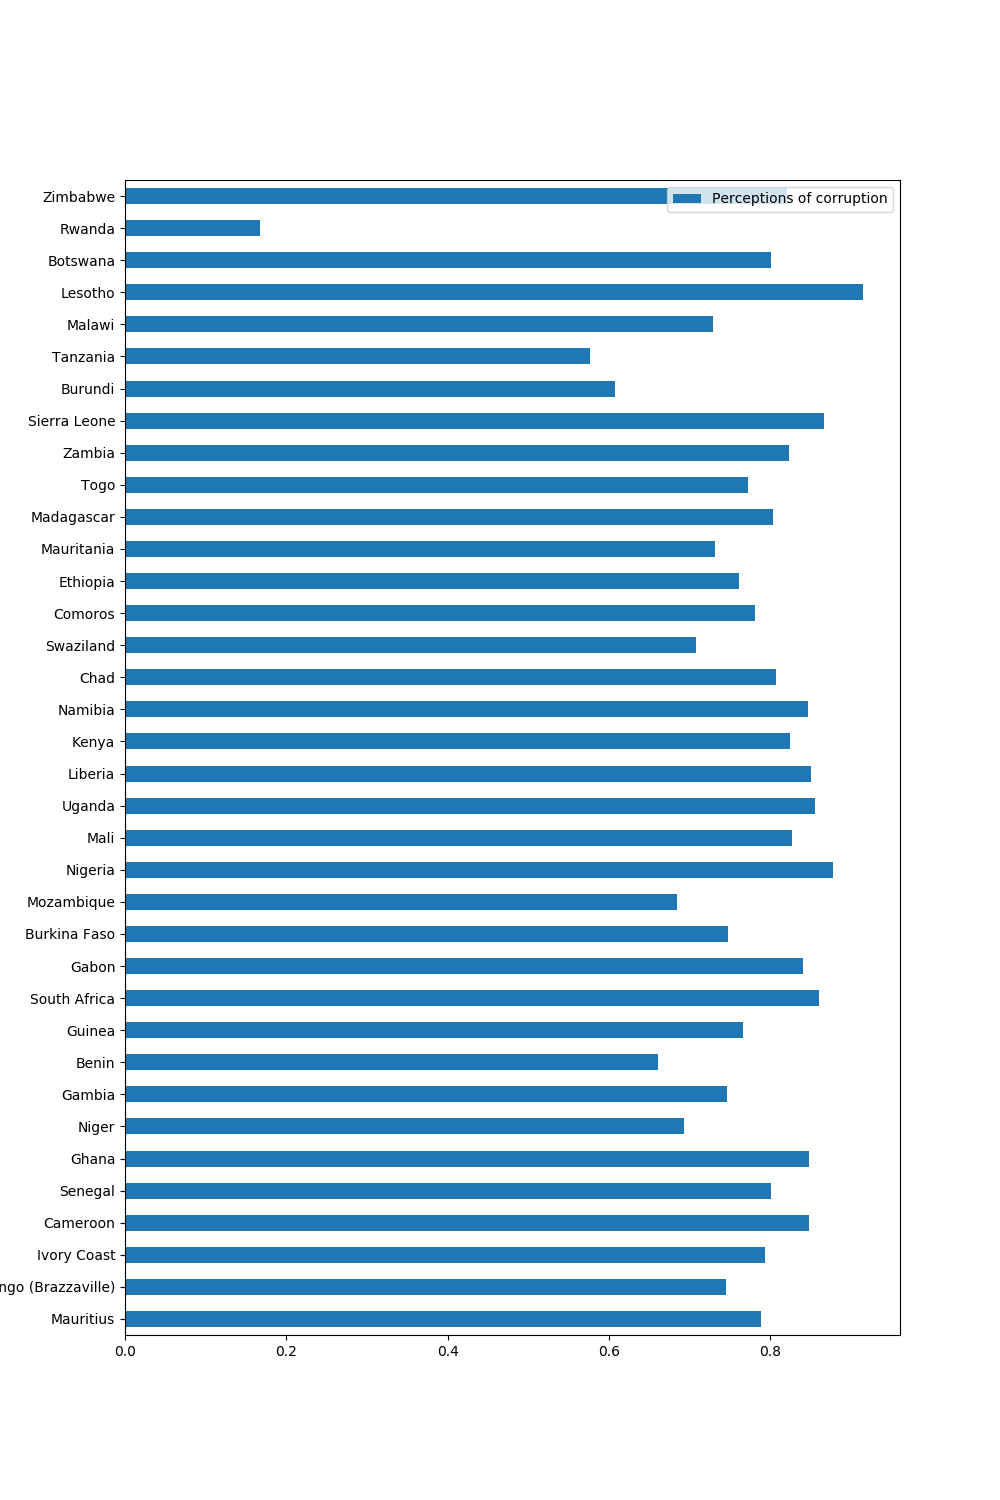 Zimbabwe
Perceptions of corruption
Rwanda
Botswana
Lesotho
Malawi
Tanzania
Burundi
Sierra Leone
Zambia
Togo
Madagascar
Mauritania
Ethiopia
Comoros
Swaziland
Chad
Namibia
Kenya
Liberia
Uganda
Mali
Nigeria
Mozambique
Burkina Faso
Gabon
South Africa
Guinea
Benin
Gambia
Niger
Ghana
Senegal
Cameroon
Ivory Coast
ngo (Brazzaville)
Mauritius
0.0 0.2 0.4 0.6 0.8